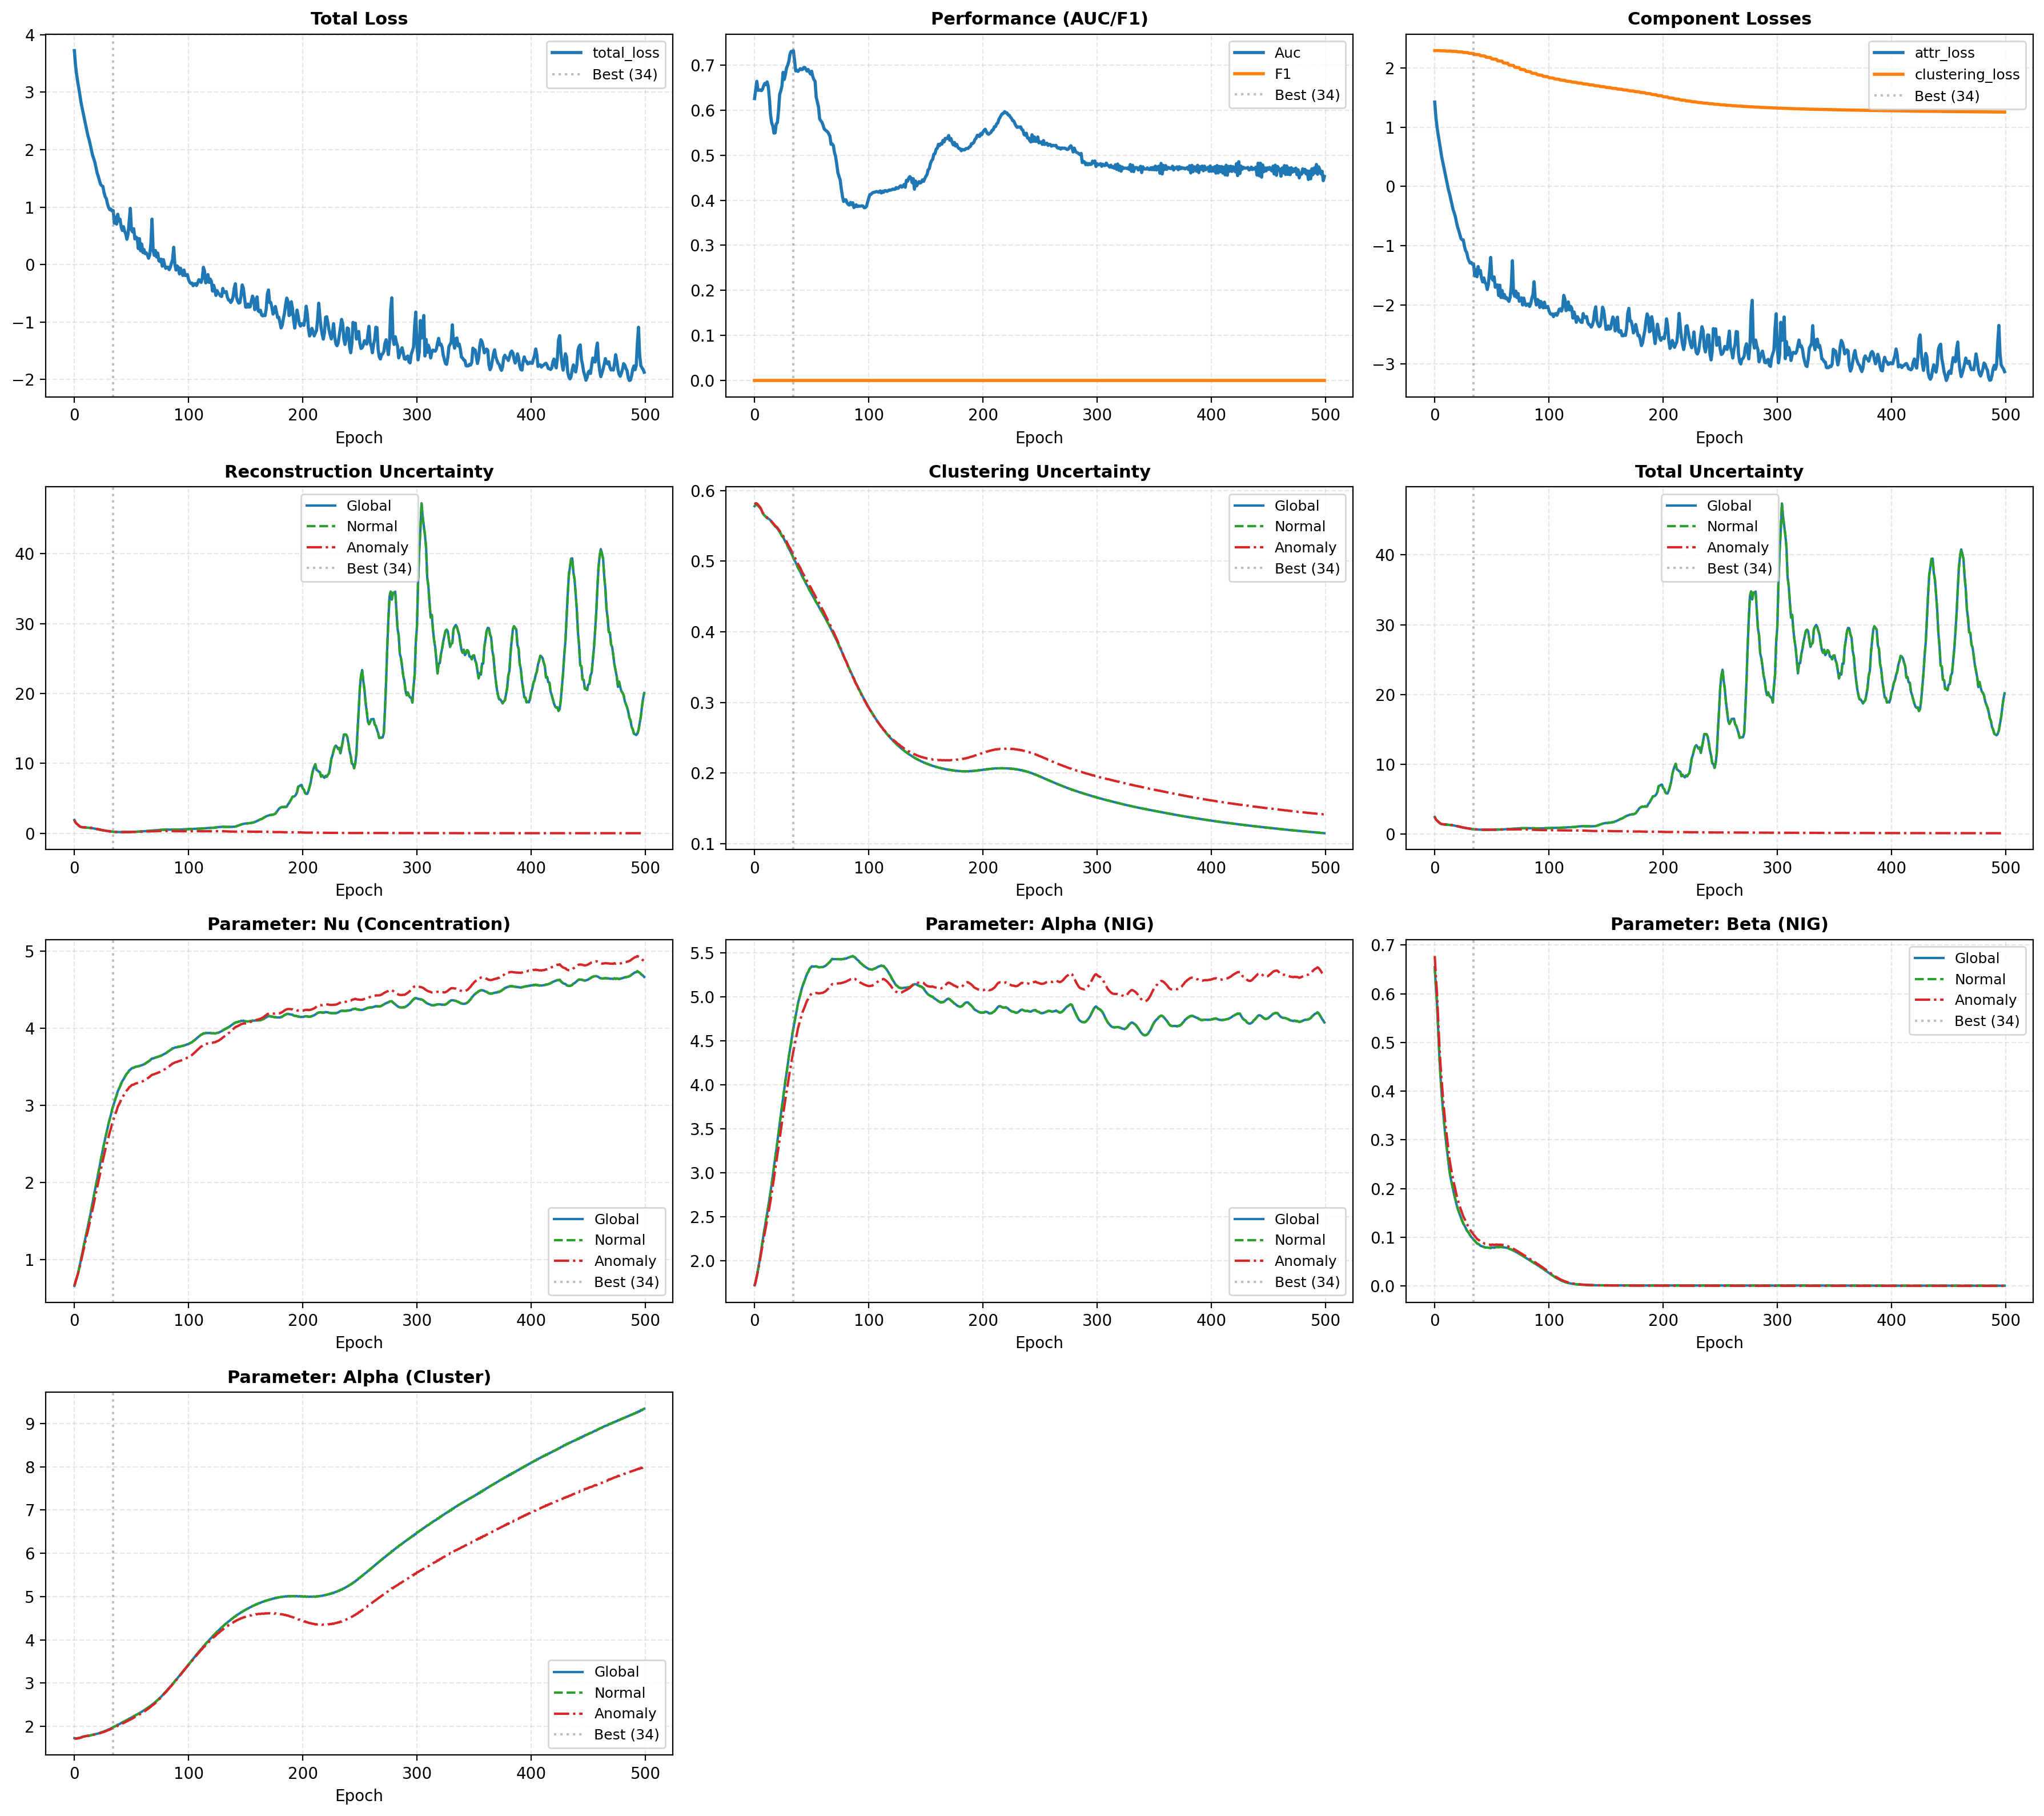 Total Loss
4
3
2
1
0
−1
−2
0
100
200
300
400
500
Epoch
total_loss
Best (34)
Performance (AUC/F1)
0.7
0.6
0.5
0.4
0.3
0.2
0.1
0.0
0
100
200
300
400
500
Epoch
Auc
F1
Best (34)
Component Losses
2
1
0
−1
−2
−3
0
100
200
300
400
500
Epoch
attr_loss
clustering_loss
Best (34)
Reconstruction Uncertainty
40
30
20
10
0
0
100
200
300
400
500
Epoch
Global
Normal
Anomaly
Best (34)
Clustering Uncertainty
0.6
0.5
0.4
0.3
0.2
0.1
0
100
200
300
400
500
Epoch
Global
Normal
Anomaly
Best (34)
Total Uncertainty
40
30
20
10
0
0
100
200
300
400
500
Epoch
Global
Normal
Anomaly
Best (34)
Parameter: Nu (Concentration)
5
4
3
2
1
0
100
200
300
400
500
Epoch
Global
Normal
Anomaly
Best (34)
Parameter: Alpha (NIG)
5.5
5.0
4.5
4.0
3.5
3.0
2.5
2.0
0
100
200
300
400
500
Epoch
Global
Normal
Anomaly
Best (34)
Parameter: Beta (NIG)
0.7
0.6
0.5
0.4
0.3
0.2
0.1
0.0
0
100
200
300
400
500
Epoch
Global
Normal
Anomaly
Best (34)
Parameter: Alpha (Cluster)
9
8
7
6
5
4
3
2
0
100
200
300
400
500
Epoch
Global
Normal
Anomaly
Best (34)